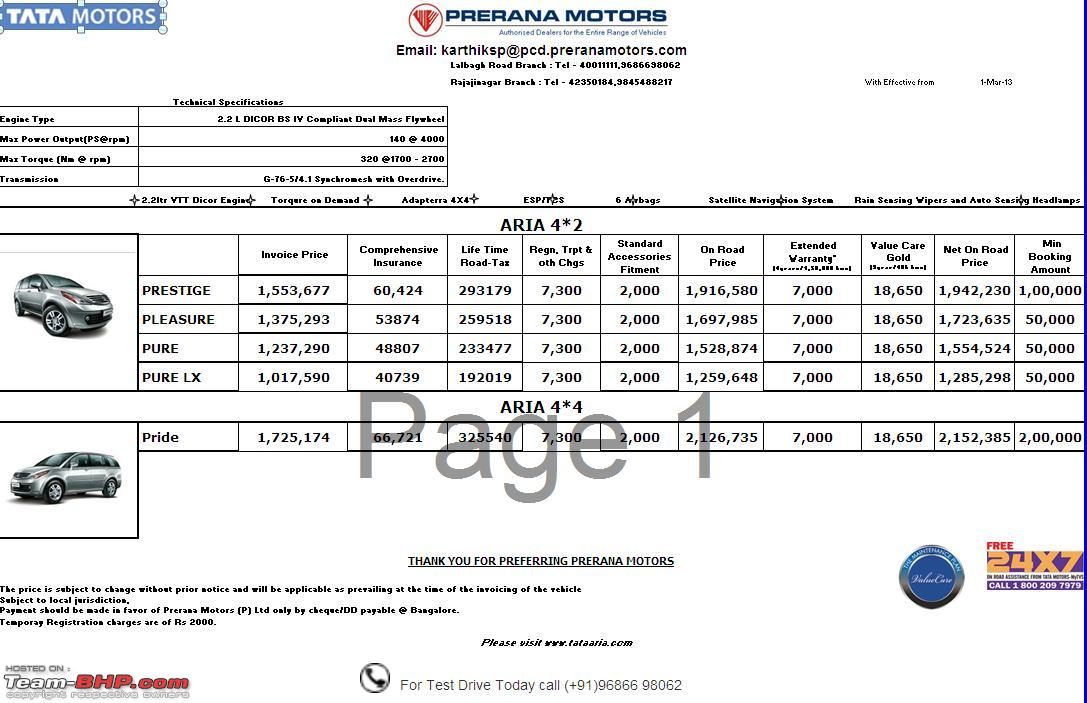 TATA MOTORS
PRERANA MOTORS
Authorised Dealers for the Entire Range of Vehicles
Email: karthiksp@pcd.preranamotors.com
Lalbagh Road Branch : Tel - 40011111,9686698062
Rajajinagar Branch : Tel - 42350184,9845488217
With Effective from 1-Mar-13
Technical Specifications
Engine Type 2.2 L DICOR BS IV Compliant Dual Mass Flywheel
Max Power Output(PS@rpm) 140 @ 4000
Max Torque (Nm @ rpm) 320 @1700 - 2700
Transmission G-76-5/4.1 Synchromesh with Overdrive.
2.2ltr VTT Dicor Engine Torqure on Demand Adapterra 4X4 ESP/TCS 6 Airbags Satellite Navigation System Rain Sensing Wipers and Auto Sensing Headlamps
ARIA 4*2
Invoice Price Comprehensive Insurance Life Time Road-Tax Regn, Trpt & oth Chgs Standard Accessories Fitment On Road Price Extended Warranty* Value Care Gold Net On Road Price Min Booking Amount
PRESTIGE 1,553,677 60,424 293179 7,300 2,000 1,916,580 7,000 18,650 1,942,230 1,00,000
PLEASURE 1,375,293 53874 259518 7,300 2,000 1,697,985 7,000 18,650 1,723,635 50,000
PURE 1,237,290 48807 233477 7,300 2,000 1,528,874 7,000 18,650 1,554,524 50,000
PURE LX 1,017,590 40739 192019 7,300 2,000 1,259,648 7,000 18,650 1,285,298 50,000
ARIA 4*4
Pride 1,725,174 66,721 325540 7,300 2,000 2,126,735 7,000 18,650 2,152,385 2,00,000
Page 1
THANK YOU FOR PREFERRING PRERANA MOTORS
THE MAINTENANCE PLAN
ValueCare
FREE
24X7
ON ROAD ASSISTANCE FROM TATA MOTORS-MyTVS
CALL 1 800 209 7979
The price is subject to change without prior notice and will be applicable as prevailing at the time of the invoicing of the vehicle
Subject to local jurisdiction,
Payment should be made in favor of Prerana Motors (P) Ltd only by cheque/DD payable @ Bangalore.
Temporay Registration charges are of Rs 2000.
Please visit www.tataaria.com
For Test Drive Today call (+91)96866 98062
HOSTED ON :
Team-BHP.com
copyright respective owners